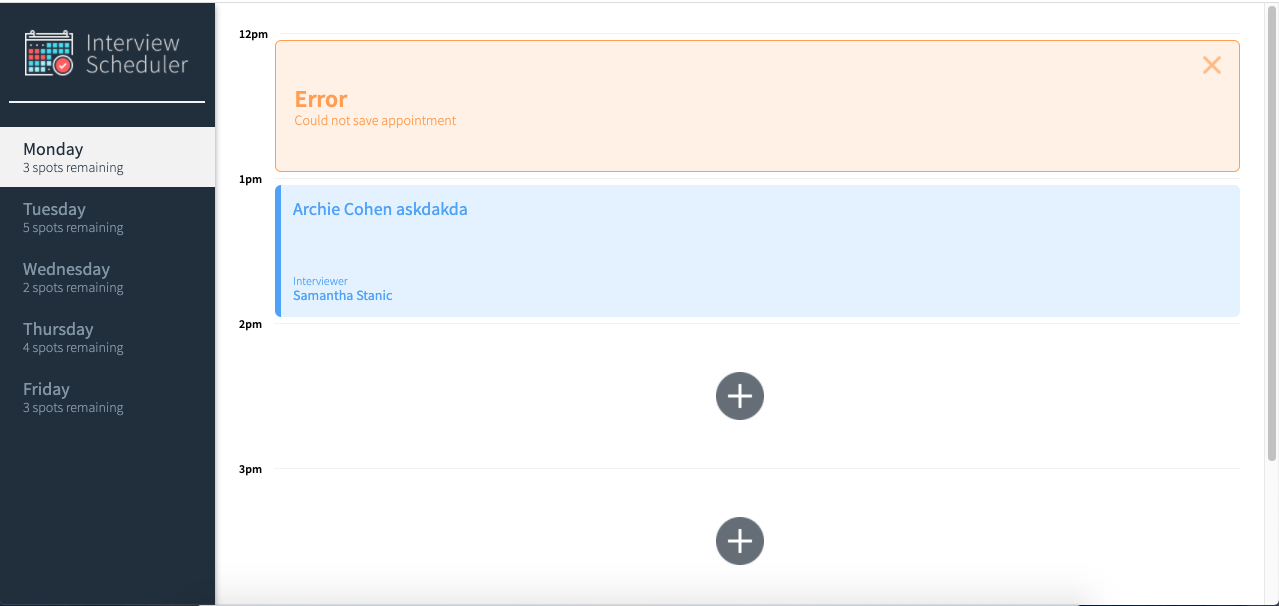 Interview
Scheduler
Monday
3 spots remaining
Tuesday
5 spots remaining
Wednesday
2 spots remaining
Thursday
4 spots remaining
Friday
3 spots remaining
12pm
Error
Could not save appointment
1pm
Archie Cohen askdakda
Interviewer
Samantha Stanic
2pm
3pm